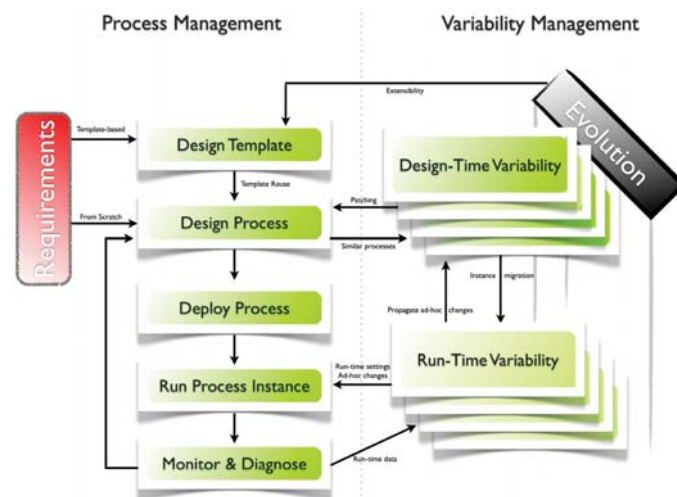 Process Management
Variability Management
Extensibility
Evolution
Requirements
Template-based
Design Template
Design-Time Variability
Template Reuse
Patching
From Scratch
Design Process
Similar processes
Instance
migration
Deploy Process
Propagate ad-hoc
changes
Run-Time Variability
Run-time settings
Ad-hoc changes
Run Process Instance
Monitor & Diagnose
Run-time data